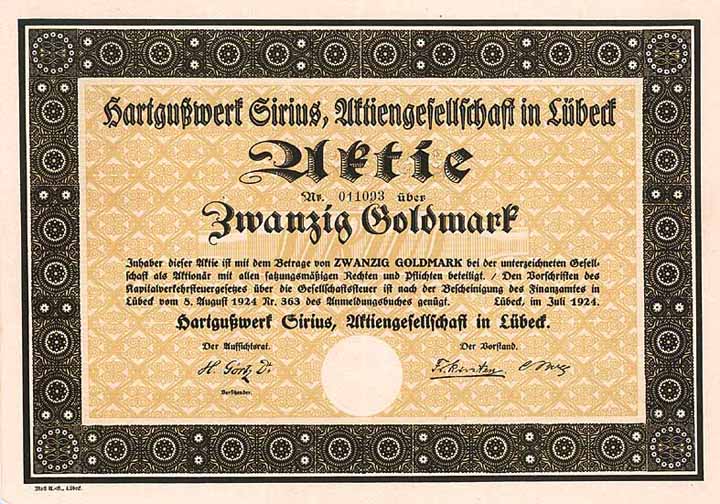 Hartgußwerk Sirius, Aktiengesellschaft in Lübeck
Aktie
Nr. 011093 über
Zwanzig Goldmark
Inhaber dieser Aktie ist mit dem Betrage von ZWANZIG GOLDMARK bei der unterzeichneten Gesell-
schaft als Aktionär mit allen satzungsmäßigen Rechten und Pflichten beteiligt. / Den Vorschriften des
Kapitalverkehrsteuergesetzes über die Gesellschaftssteuer ist nach der Bescheinigung des Finanzamtes in
Lübeck vom 8. August 1924 Nr. 363 des Anmeldungsbuches genügt. Lübeck, im Juli 1924.
Hartgußwerk Sirius, Aktiengesellschaft in Lübeck.
Der Aufsichtsrat. Der Vorstand.
Vorsitzender.